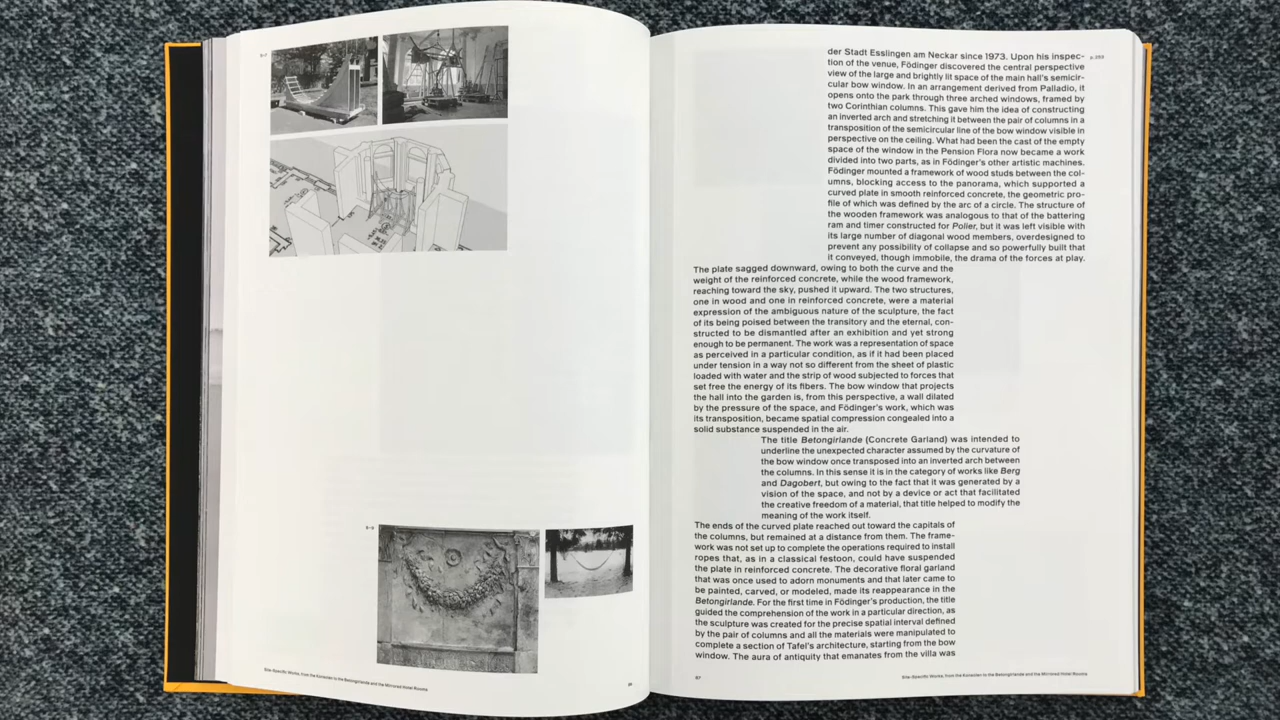 der Stadt Esslingen am Neckar since 1973. Upon his inspec-
tion of the venue, Födinger discovered the central perspective
view of the large and brightly lit space of the main hall's semicir-
cular bow window. In an arrangement derived from Palladio, it
opens onto the park through three arched windows, framed by
two Corinthian columns. This gave him the idea of constructing
an inverted arch and stretching it between the pair of columns in a
transposition of the semicircular line of the bow window visible in
perspective on the ceiling. What had been the cast of the empty
space of the window in the Pension Flora now became a work
divided into two parts, as in Födinger's other artistic machines.
Födinger mounted a framework of wood studs between the col-
umns, blocking access to the panorama, which supported a
curved plate in smooth reinforced concrete, the geometric pro-
file of which was defined by the arc of a circle. The structure of
the wooden framework was analogous to that of the battering
ram and timer constructed for Polier, but it was left visible with
its large number of diagonal wood members, overdesigned to
prevent any possibility of collapse and so powerfully built that
it conveyed, though immobile, the drama of the forces at play.
The plate sagged downward, owing to both the curve and the
weight of the reinforced concrete, while the wood framework,
reaching toward the sky, pushed it upward. The two structures,
one in wood and one in reinforced concrete, were a material
expression of the ambiguous nature of the sculpture, the fact
of its being poised between the transitory and the eternal, con-
structed to be dismantled after an exhibition and yet strong
enough to be permanent. The work was a representation of space
as perceived in a particular condition, as if it had been placed
under tension in a way not so different from the sheet of plastic
loaded with water and the strip of wood subjected to forces that
set free the energy of its fibers. The bow window that projects
the hall into the garden is, from this perspective, a wall dilated
by the pressure of the space, and Födinger's work, which was
its transposition, became spatial compression congealed into a
solid substance suspended in the air.
The title Betongirlande (Concrete Garland) was intended to
underline the unexpected character assumed by the curvature of
the bow window once transposed into an inverted arch between
the columns. In this sense it is in the category of works like Berg
and Dagobert, but owing to the fact that it was generated by a
vision of the space, and not by a device or act that facilitated
the creative freedom of a material, that title helped to modify the
meaning of the work itself.
The ends of the curved plate reached out toward the capitals of
the columns, but remained at a distance from them. The frame-
work was not set up to complete the operations required to install
ropes that, as in a classical festoon, could have suspended
the plate in reinforced concrete. The decorative floral garland
that was once used to adorn monuments and that later came to
be painted, carved, or modeled, made its reappearance in the
Betongirlande. For the first time in Födinger's production, the title
guided the comprehension of the work in a particular direction, as
the sculpture was created for the precise spatial interval defined
by the pair of columns and all the materials were manipulated to
complete a section of Tafel's architecture, starting from the bow
window. The aura of antiquity that emanates from the villa was
Site-Specific Works, from the Konsolen to the Betongirlande and the Mirrored Hotel Rooms
67
Site-Specific Works, from the Konsolen to the Betongirlande and the Mirrored Hotel Rooms